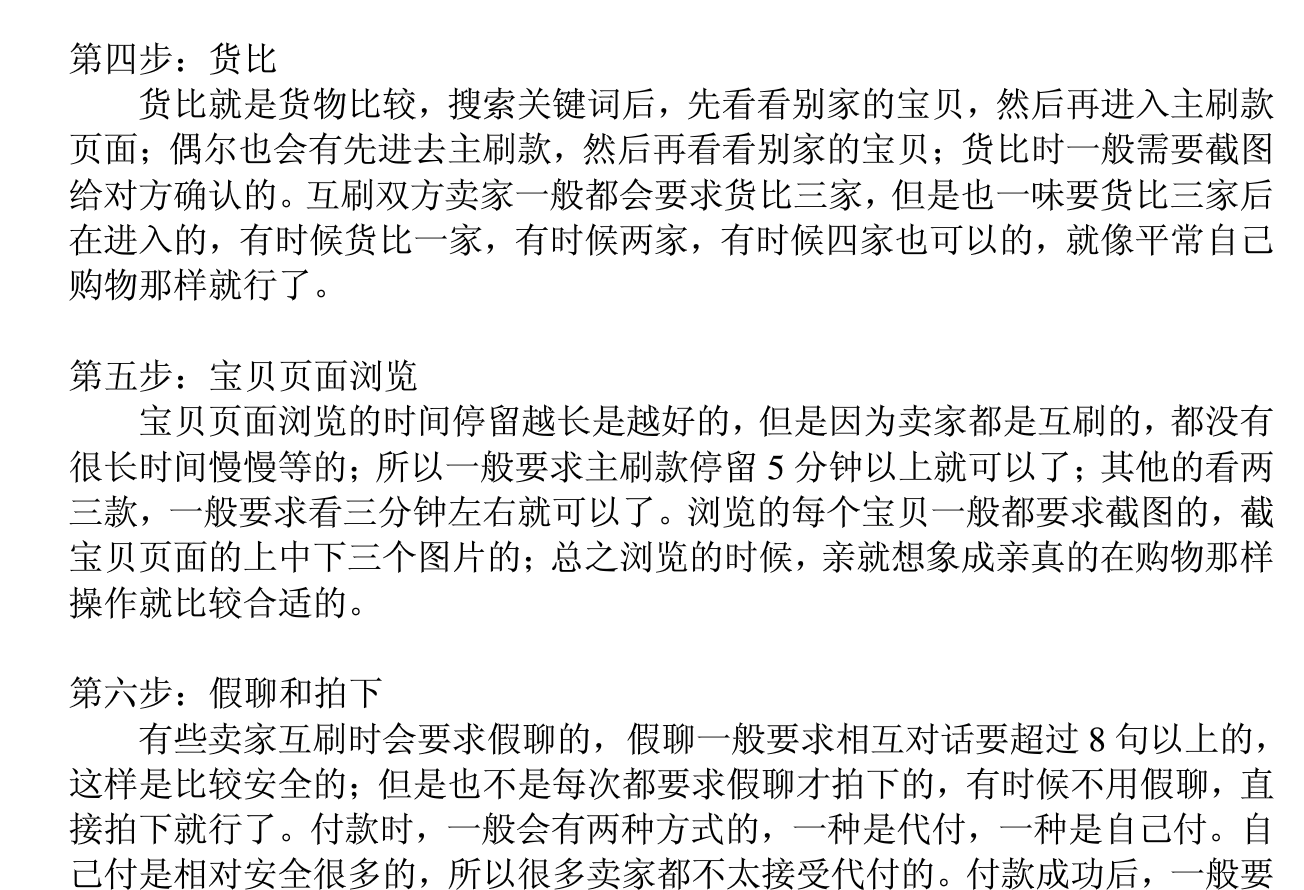 第四步：货比
货比就是货物比较，搜索关键词后，先看看别家的宝贝，然后再进入主刷款
页面；偶尔也会有先进去主刷款，然后再看看别家的宝贝；货比时一般需要截图
给对方确认的。互刷双方卖家一般都会要求货比三家，但是也一味要货比三家后
在进入的，有时候货比一家，有时候两家，有时候四家也可以的，就像平常自己
购物那样就行了。
第五步：宝贝页面浏览
宝贝页面浏览的时间停留越长是越好的，但是因为卖家都是互刷的，都没有
很长时间慢慢等的；所以一般要求主刷款停留 5 分钟以上就可以了；其他的看两
三款，一般要求看三分钟左右就可以了。浏览的每个宝贝一般都要求截图的，截
宝贝页面的上中下三个图片的；总之浏览的时候，亲就想象成亲真的在购物那样
操作就比较合适的。
第六步：假聊和拍下
有些卖家互刷时会要求假聊的，假聊一般要求相互对话要超过 8 句以上的，
这样是比较安全的；但是也不是每次都要求假聊才拍下的，有时候不用假聊，直
接拍下就行了。付款时，一般会有两种方式的，一种是代付，一种是自己付。自
己付是相对安全很多的，所以很多卖家都不太接受代付的。付款成功后，一般要